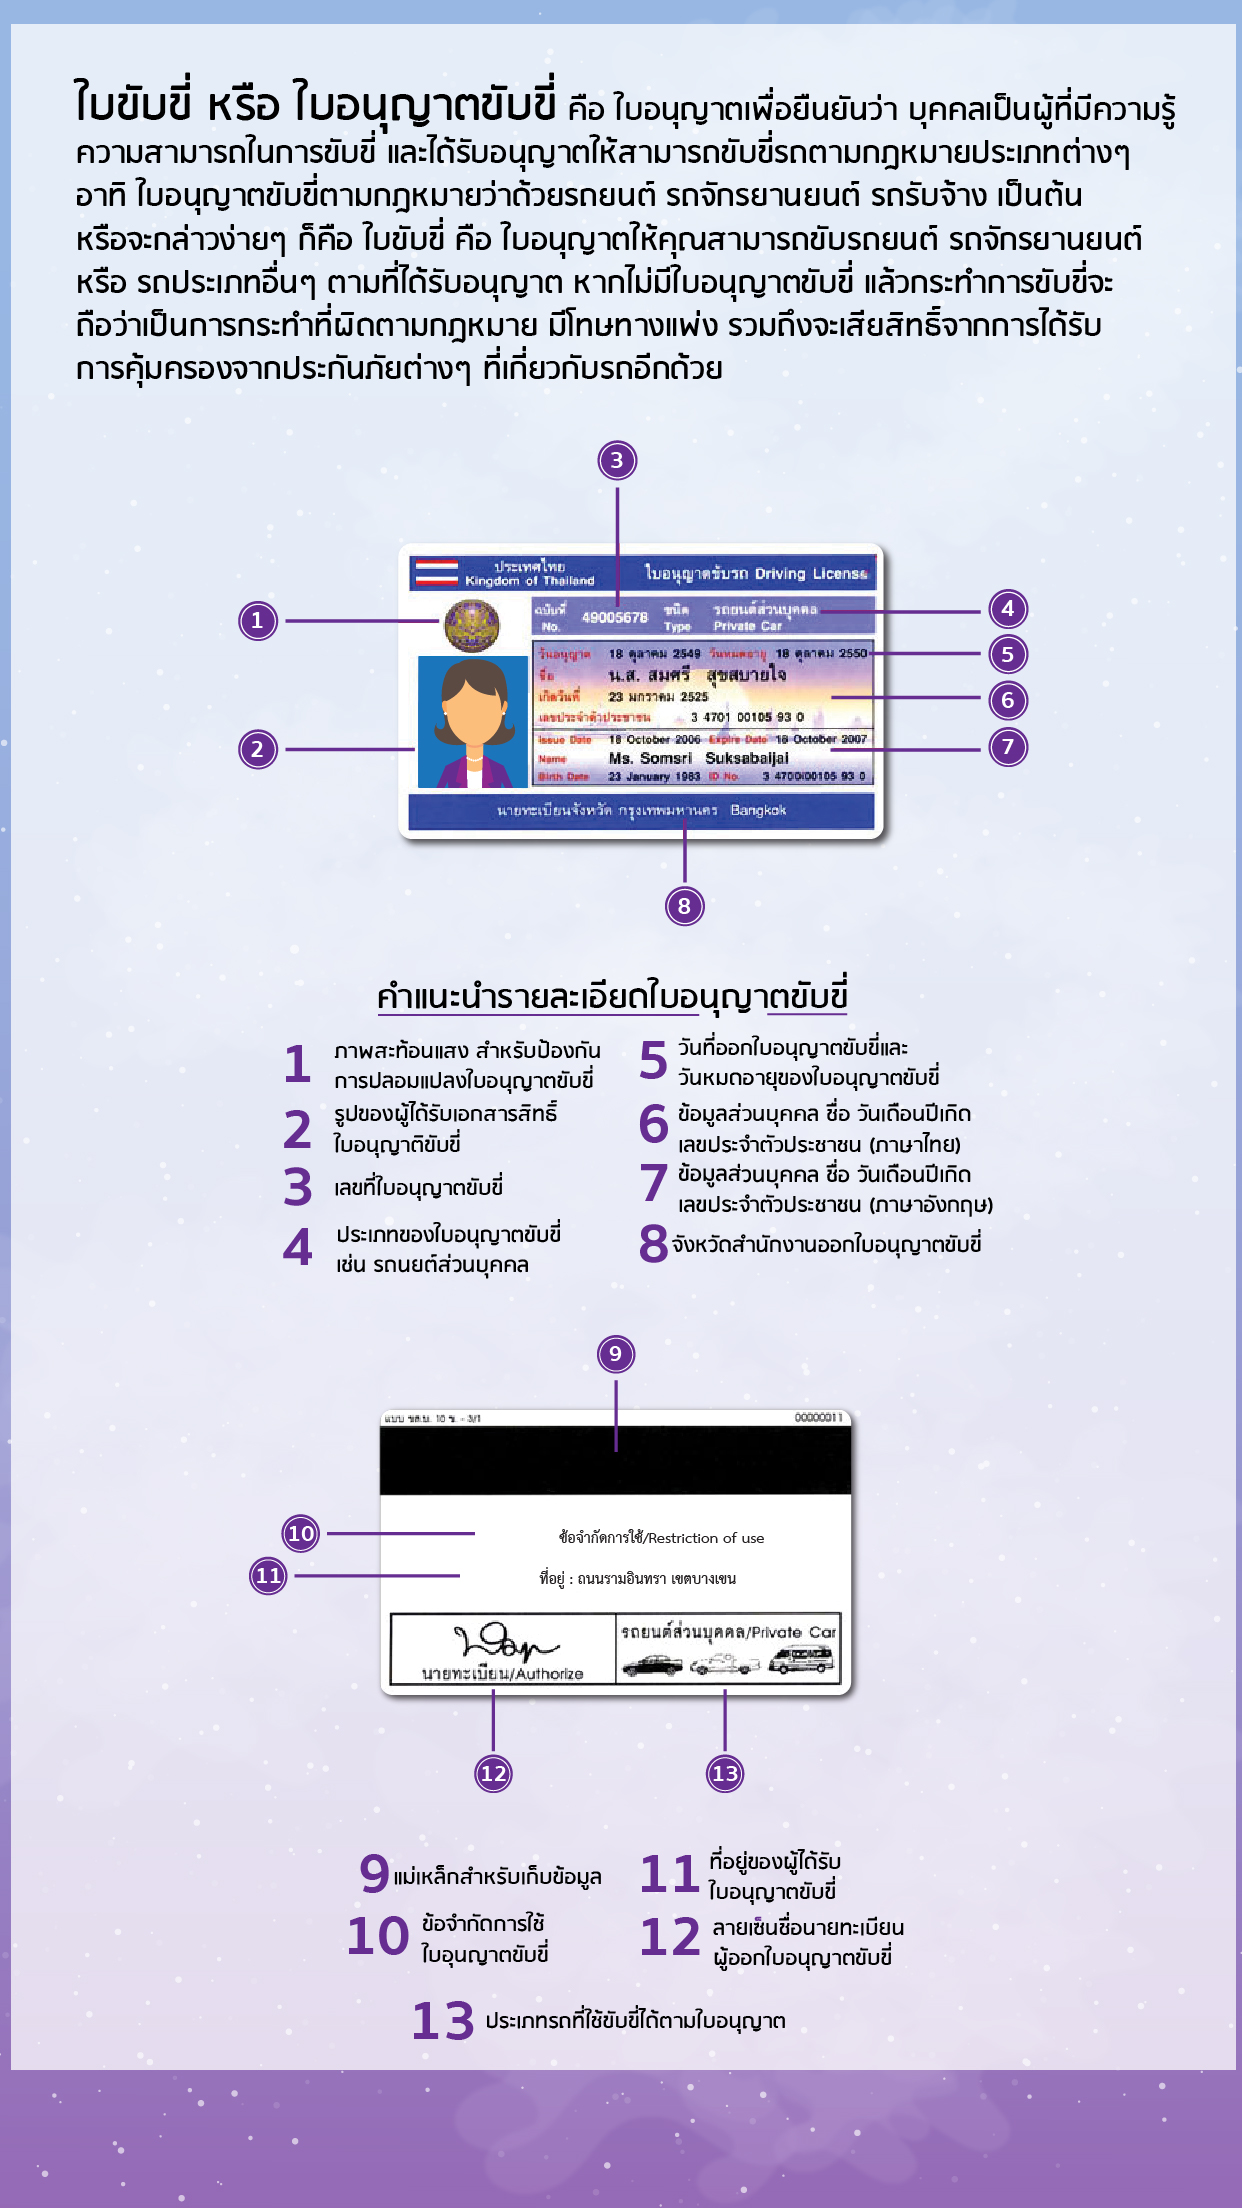 ใบขับขี่ หรือ ใบอนุญาตขับขี่ คือ ใบอนุญาตเพื่อยืนยันว่า บุคคลเป็นผู้ที่มีความรู้
ความสามารถในการขับขี่ และได้รับอนุญาตให้สามารถขับขี่รถตามกฎหมายประเภทต่างๆ
อาทิ ใบอนุญาตขับขี่ตามกฎหมายว่าด้วยรถยนต์ รถจักรยานยนต์ รถรับจ้าง เป็นต้น
หรือจะกล่าวง่ายๆ ก็คือ ใบขับขี่ คือ ใบอนุญาตให้คุณสามารถขับรถยนต์ รถจักรยานยนต์
หรือ รถประเภทอื่นๆ ตามที่ได้รับอนุญาต หากไม่มีใบอนุญาตขับขี่ แล้วกระทำการขับขี่จะ
ถือว่าเป็นการกระทำที่ผิดตามกฎหมาย มีโทษทางแพ่ง รวมถึงจะเสียสิทธิ์จากการได้รับ
การคุ้มครองจากประกันภัยต่างๆ ที่เกี่ยวกับรถอีกด้วย
3
ประเทศไทย
Kingdom of Thailand
ใบอนุญาตขับรถ Driving License
ฉบับที่ 49005678 ชนิด รถยนต์ส่วนบุคคล
No. Type Private Car
1
4
วันอนุญาต 18 ตุลาคม 2549 วันหมดอายุ 18 ตุลาคม 2550
5
ชื่อ น.ส. สมศรี สุขสบายใจ
เกิดวันที่ 23 มกราคม 2525
6
เลขประจำตัวประชาชน 3 4701 00105 93 0
Issue Date 18 October 2006 Expire Date 18 October 2007
2
7
Name Ms. Somsri Suksabaijai
Birth Date 23 January 1983 ID No. 3 4700 00105 93 0
นายทะเบียนจังหวัด กรุงเทพมหานคร Bangkok
8
คำแนะนำรายละเอียดใบอนุญาตขับขี่
1 ภาพสะท้อนแสง สำหรับป้องกัน
การปลอมแปลงใบอนุญาตขับขี่
2 รูปของผู้ได้รับเอกสารสิทธิ์
ใบอนุญาติขับขี่
3 เลขที่ใบอนุญาตขับขี่
4 ประเภทของใบอนุญาตขับขี่
เช่น รถนยต์ส่วนบุคคล
5 วันที่ออกใบอนุญาตขับขี่และ
วันหมดอายุของใบอนุญาตขับขี่
6 ข้อมูลส่วนบุคคล ชื่อ วันเดือนปีเกิด
เลขประจำตัวประชาชน (ภาษาไทย)
7 ข้อมูลส่วนบุคคล ชื่อ วันเดือนปีเกิด
เลขประจำตัวประชาชน (ภาษาอังกฤษ)
8 จังหวัดสำนักงานออกใบอนุญาตขับขี่
9
แบบ ขส.บ. 10 ข. - 3/1
00000011
10
ข้อจำกัดการใช้/Restriction of use
11
ที่อยู่ : ถนนรามอินทรา เขตบางเขน
นายทะเบียน/Authorize
รถยนต์ส่วนบุคคล/Private Car
12
13
9 แม่เหล็กสำหรับเก็บข้อมูล
10 ข้อจำกัดการใช้
ใบอุนญาตขับขี่
11 ที่อยู่ของผู้ได้รับ
ใบอนุญาตขับขี่
12 ลายเซ็นชื่อนายทะเบียน
ผู้ออกใบอนุญาตขับขี่
13 ประเภทรถที่ใช้ขับขี่ได้ตามใบอนุญาต